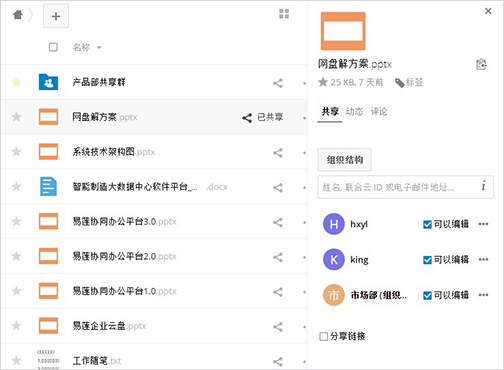 名称
产品部共享群
网盘解方案.pptx
已共享
系统技术架构图.pptx
智能制造大数据中心软件平台_... .docx
易莲协同办公平台3.0.pptx
易莲协同办公平台2.0.pptx
易莲协同办公平台1.0.pptx
易莲企业云盘.pptx
工作随笔.txt
网盘解方案.pptx
25 KB, 7 天前 标签
共享 动态 评论
组织结构
姓名, 联合云 ID 或电子邮件地址... i
H hxyl 可以编辑
K king 可以编辑
市 市场部 (组织... 可以编辑
分享链接